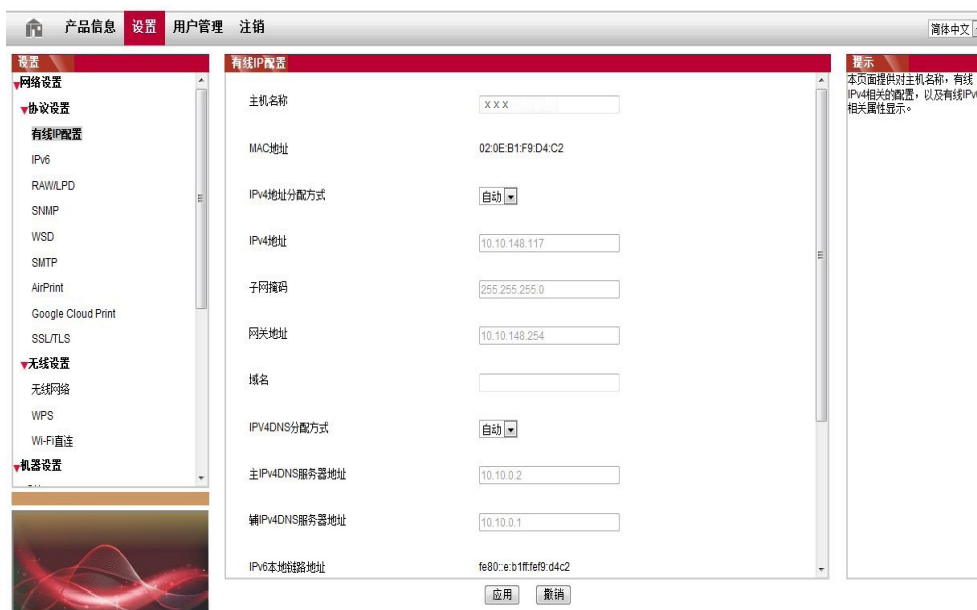 产品信息 设置 用户管理 注销
简体中文
设置
网络设置
协议设置
有线IP配置
IPv6
RAW/LPD
SNMP
WSD
SMTP
AirPrint
Google Cloud Print
SSL/TLS
无线设置
无线网络
WPS
Wi-Fi直连
机器设置
有线IP配置
主机名称 xxx
MAC地址 02:0E:B1:F9:D4:C2
IPv4地址分配方式 自动
IPv4地址 10.10.148.117
子网掩码 255.255.255.0
网关地址 10.10.148.254
域名
IPV4DNS分配方式 自动
主IPv4DNS服务器地址 10.10.0.2
辅IPv4DNS服务器地址 10.10.0.1
IPv6本地链路地址 fe80::e:b1ff:fef9:d4c2
应用 撤销
提示
本页面提供对主机名称，有线
IPv4相关的配置，以及有线IPv6
相关属性显示。